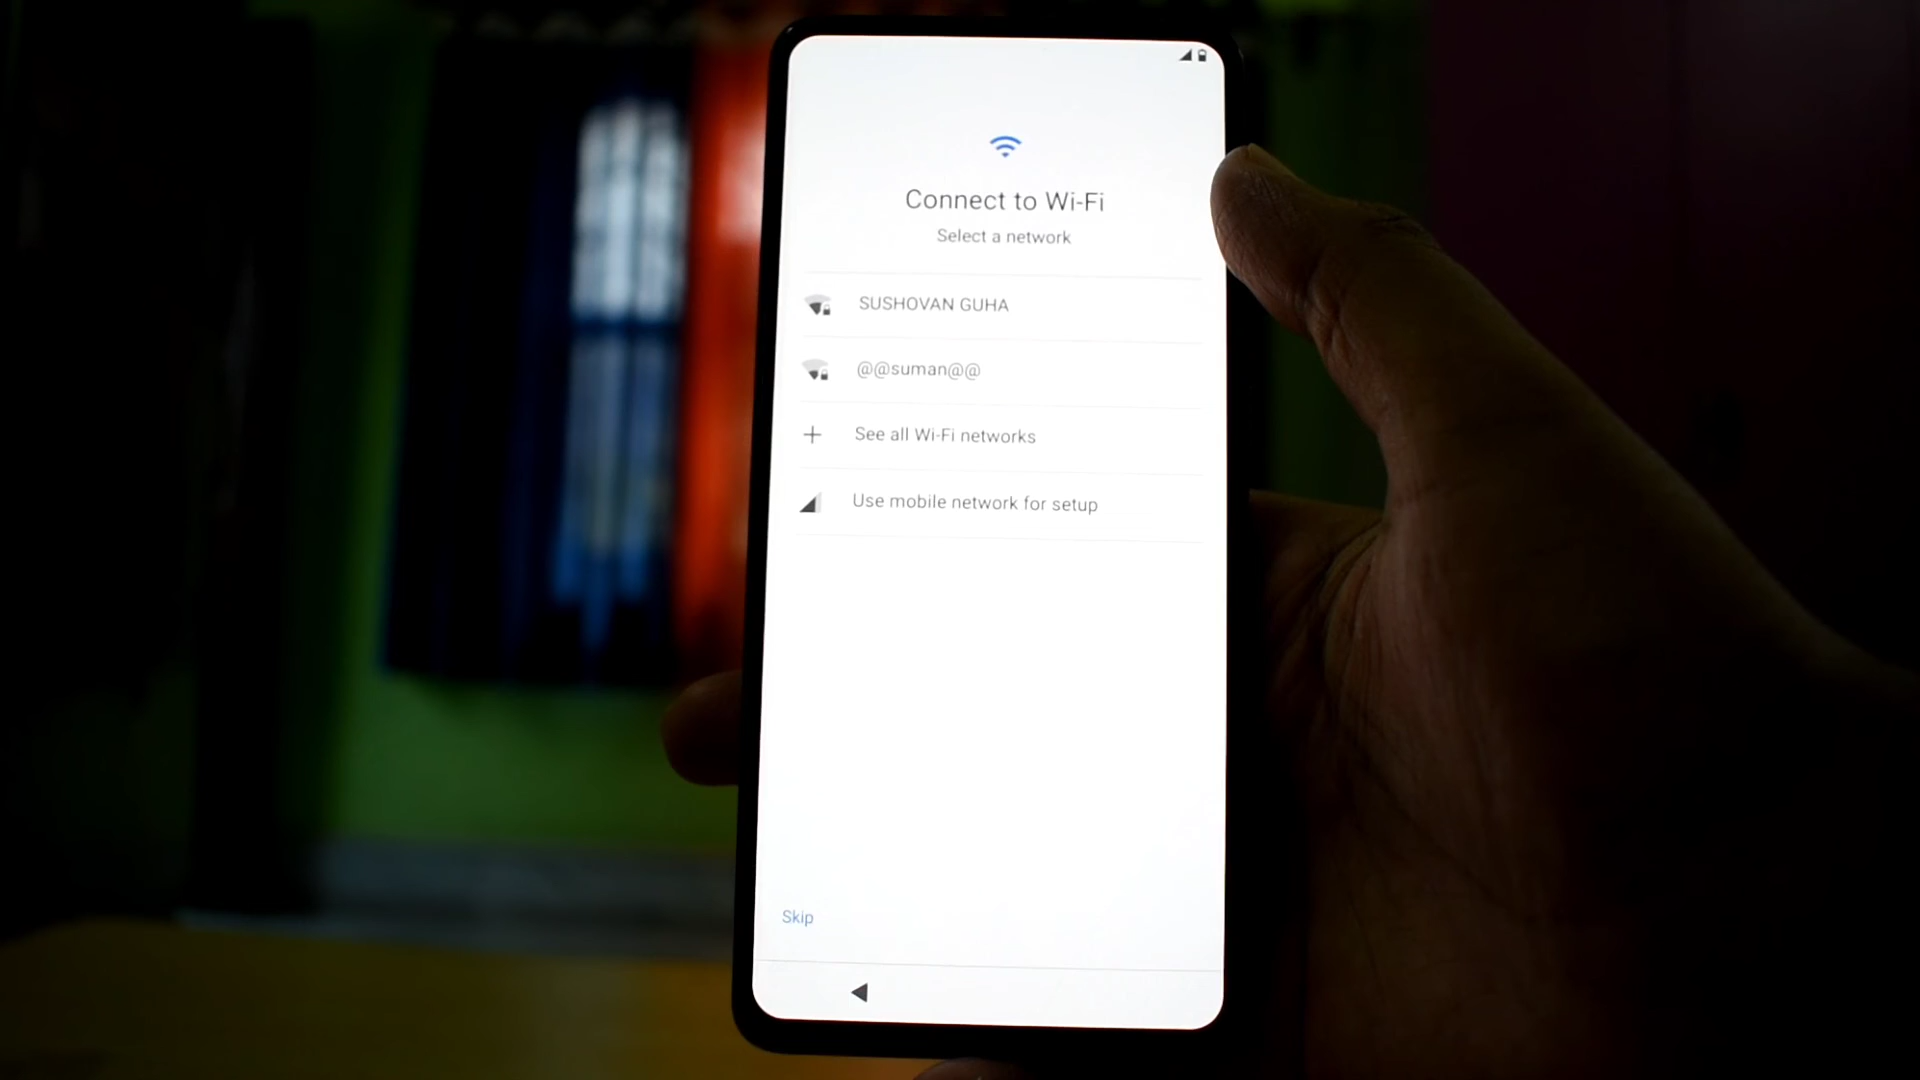 Connect to Wi-Fi
Select a network
SUSHOVAN GUHA
@@suman@@
See all Wi-Fi networks
Use mobile network for setup
Skip